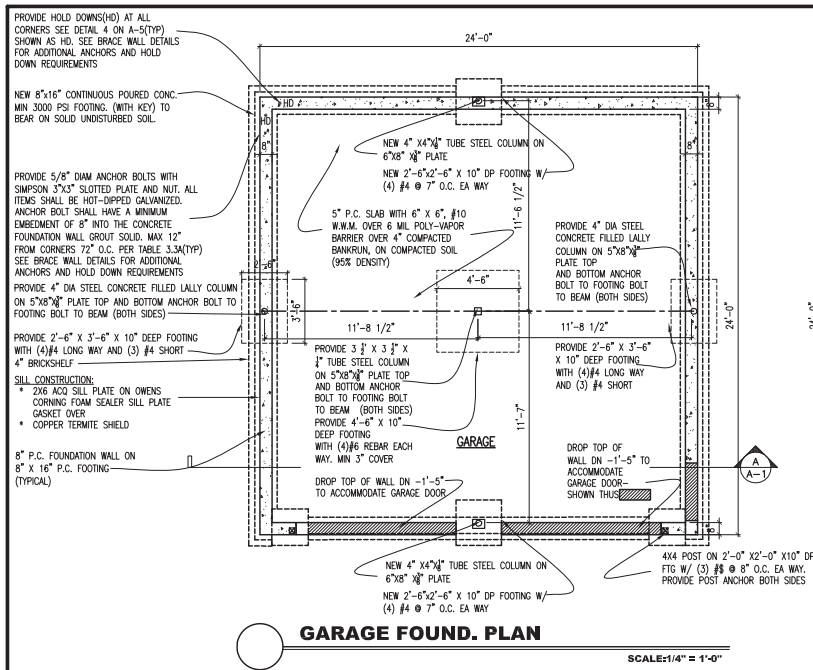 PROVIDE HOLD DOWNS(HD) AT ALL
CORNERS SEE DETAIL 4 ON A-5(TYP)
SHOWN AS HD. SEE BRACE WALL DETAILS
FOR ADDITIONAL ANCHORS AND HOLD
DOWN REQUIREMENTS
24'-0"
NEW 8"x16" CONTINUOUS POURED CONC.
MIN 3000 PSI FOOTING. (WITH KEY) TO
BEAR ON SOLID UNDISTURBED SOIL.
HD
HD
8"
8"
8"
NEW 4" X4"X
TUBE STEEL COLUMN ON
6"X8" X
PLATE
NEW 2'-6"x2'-6" X 10" DP FOOTING W/
(4) #4 @ 7" O.C. EA WAY
PROVIDE 5/8" DIAM ANCHOR BOLTS WITH
SIMPSON 3"X3" SLOTTED PLATE AND NUT. ALL
ITEMS SHALL BE HOT-DIPPED GALVANIZED.
ANCHOR BOLT SHALL HAVE A MINIMUM
EMBEDMENT OF 8" INTO THE CONCRETE
FOUNDATION WALL GROUT SOLID. MAX 12"
FROM CORNERS 72" O.C. PER TABLE 3.3A(TYP)
SEE BRACE WALL DETAILS FOR ADDITIONAL
ANCHORS AND HOLD DOWN REQUIREMENTS
5" P.C. SLAB WITH 6" X 6", #10
W.W.M. OVER 6 MIL POLY-VAPOR
BARRIER OVER 4" COMPACTED
BANKRUN, ON COMPACTED SOIL
(95% DENSITY)
11'-6 1/2"
PROVIDE 4" DIA STEEL
CONCRETE FILLED LALLY
COLUMN ON 5"X8"X
PLATE TOP
AND BOTTOM ANCHOR
BOLT TO FOOTING BOLT
TO BEAM (BOTH SIDES)
2'-6"
4'-6"
PROVIDE 4" DIA STEEL CONCRETE FILLED LALLY COLUMN
ON 5"X8"X
PLATE TOP AND BOTTOM ANCHOR BOLT TO
FOOTING BOLT TO BEAM (BOTH SIDES)
3'-6"
11'-8 1/2"
11'-8 1/2"
24'-0"
24'-0"
PROVIDE 2'-6" X 3'-6" X 10" DEEP FOOTING
WITH (4)#4 LONG WAY AND (3) #4 SHORT
4" BRICKSHELF
SILL CONSTRUCTION:
* 2X6 ACQ SILL PLATE ON OWENS
CORNING FOAM SEALER SILL PLATE
GASKET OVER
* COPPER TERMITE SHIELD
PROVIDE 3 ½' X 3 ½' X
¼' TUBE STEEL COLUMN
ON 5"X8"X
PLATE TOP
AND BOTTOM ANCHOR
BOLT TO FOOTING BOLT
TO BEAM (BOTH SIDES)
PROVIDE 4'-6" X 10"
DEEP FOOTING
WITH (4)#6 REBAR EACH
WAY. MIN 3" COVER
11'-7"
PROVIDE 2'-6" X 3'-6"
X 10" DEEP FOOTING
WITH (4)#4 LONG WAY
AND (3) #4 SHORT
GARAGE
8" P.C. FOUNDATION WALL ON
8" X 16" P.C. FOOTING
(TYPICAL)
DROP TOP OF WALL DN -1'-5"
TO ACCOMMODATE GARAGE DOOR
DROP TOP OF
WALL DN -1'-5" TO
ACCOMMODATE
GARAGE DOOR-
SHOWN THUS
A
A-1
8"
NEW 4" X4"X
TUBE STEEL COLUMN ON
6"X8" X
PLATE
NEW 2'-6"x2'-6" X 10" DP FOOTING W/
(4) #4 @ 7" O.C. EA WAY
4X4 POST ON 2'-0" X2'-0" X10" DP
FTG W/ (3) #$ @ 8" O.C. EA WAY.
PROVIDE POST ANCHOR BOTH SIDES
GARAGE FOUND. PLAN
SCALE:1/4" = 1'-0"